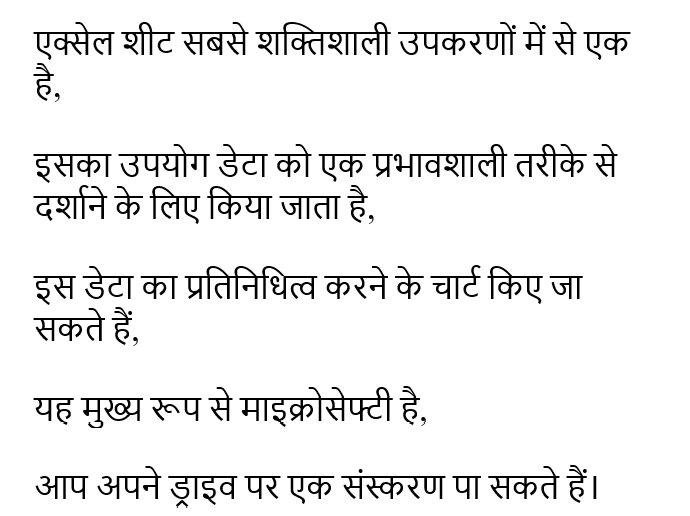 एक्सेल शीट सबसे शक्तिशाली उपकरणों में से एक
है,
इसका उपयोग डेटा को एक प्रभावशाली तरीके से
दर्शाने के लिए किया जाता है,
इस डेटा का प्रतिनिधित्व करने के चार्ट किए जा
सकते हैं,
यह मुख्य रूप से माइक्रोसेफ्टी है,
आप अपने ड्राइव पर एक संस्करण पा सकते हैं।